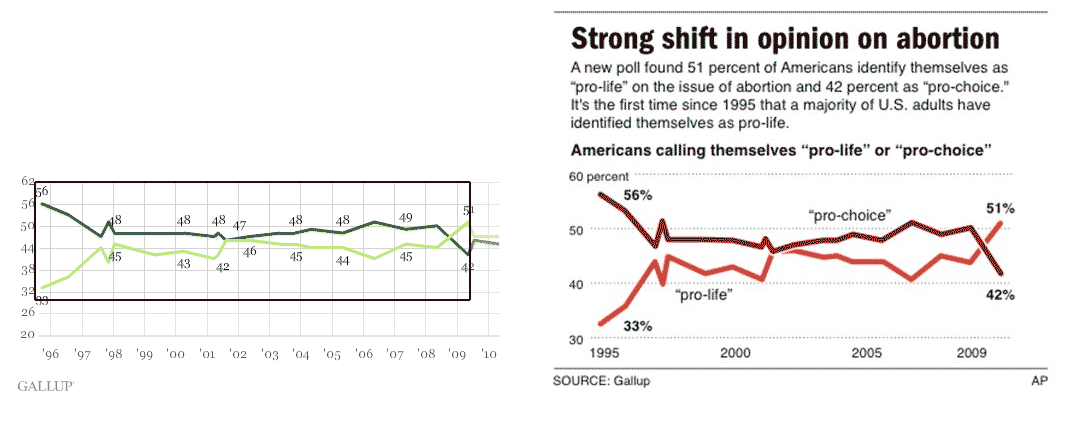 62
56
56
50
44
38
32
33
26
20
48
48
48
47
48
48
49
51
45
43
42
46
45
44
45
42
'96 '97 '98 '99 '00 '01 '02 '03 '04 '05 '06 '07 '08 '09 '10
GALLUP
Strong shift in opinion on abortion
A new poll found 51 percent of Americans identify themselves as
“pro-life” on the issue of abortion and 42 percent as “pro-choice.”
It's the first time since 1995 that a majority of U.S. adults have
identified themselves as pro-life.
Americans calling themselves “pro-life” or “pro-choice”
60 percent
56%
“pro-choice”
51%
50
40
“pro-life”
42%
33%
30
1995 2000 2005 2009
SOURCE: Gallup AP